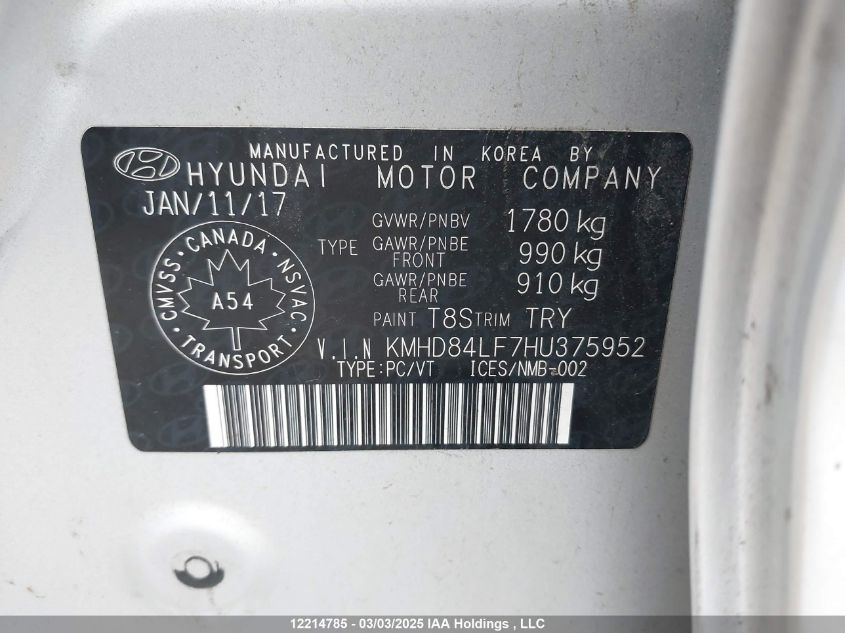 MANUFACTURED IN KOREA BY
HYUNDAI MOTOR COMPANY
JAN/11/17
GVWR/PNBV 1780 kg
TYPE GAWR/PNBE FRONT 990 kg
GAWR/PNBE REAR 910 kg
PAINT T8S TRIM TRY
CANADA
CMVSS NSVAC
A54
TRANSPORT
V.I.N KMHD84LF7HU375952
TYPE:PC/VT ICES/NMB-002
12214785 - 03/03/2025 IAA Holdings , LLC